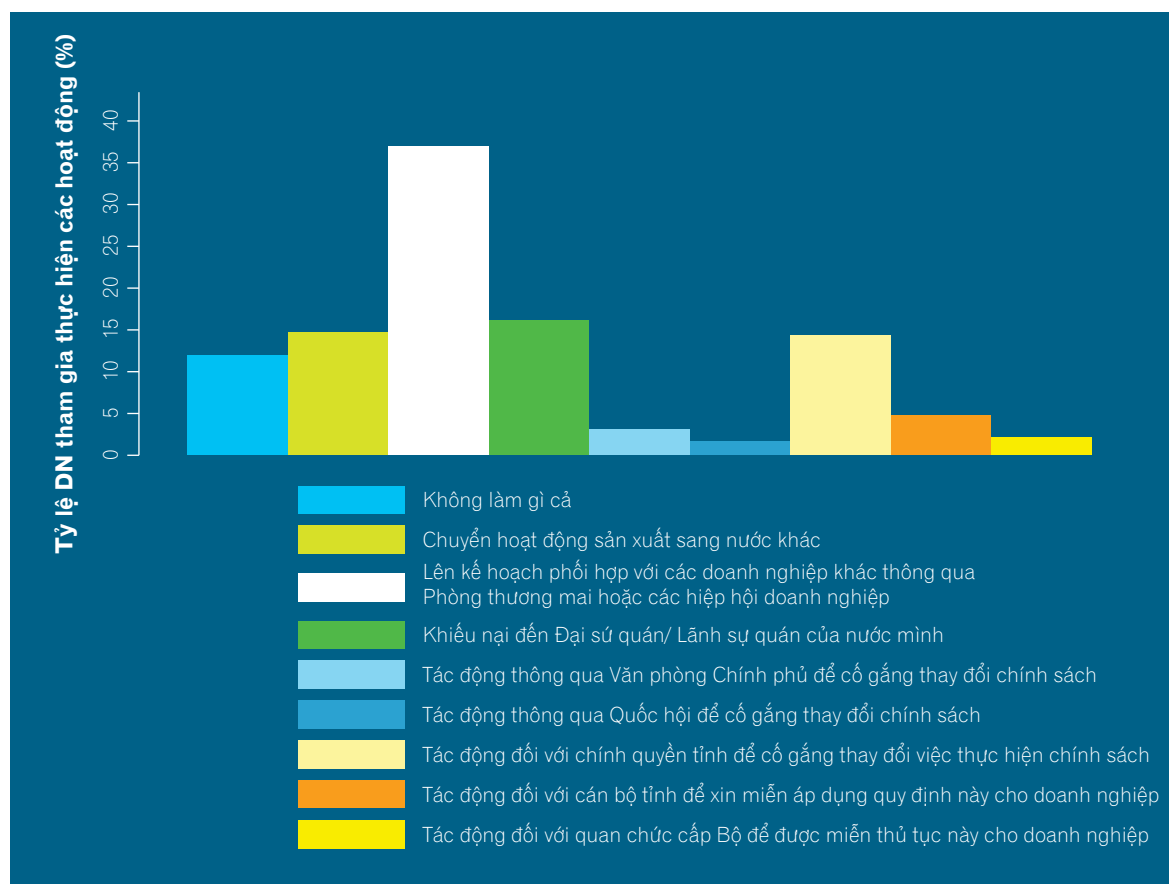 Tỷ lệ DN tham gia thực hiện các hoạt động (%)
40
35
30
25
20
15
10
5
0
Không làm gì cả
Chuyển hoạt động sản xuất sang nước khác
Lên kế hoạch phối hợp với các doanh nghiệp khác thông qua
Phòng thương mai hoặc các hiệp hội doanh nghiệp
Khiếu nại đến Đại sứ quán/ Lãnh sự quán của nước mình
Tác động thông qua Văn phòng Chính phủ để cố gắng thay đổi chính sách
Tác động thông qua Quốc hội để cố gắng thay đổi chính sách
Tác động đối với chính quyền tỉnh để cố gắng thay đổi việc thực hiện chính sách
Tác động đối với cán bộ tỉnh để xin miễn áp dụng quy định này cho doanh nghiệp
Tác động đối với quan chức cấp Bộ để được miễn thủ tục này cho doanh nghiệp